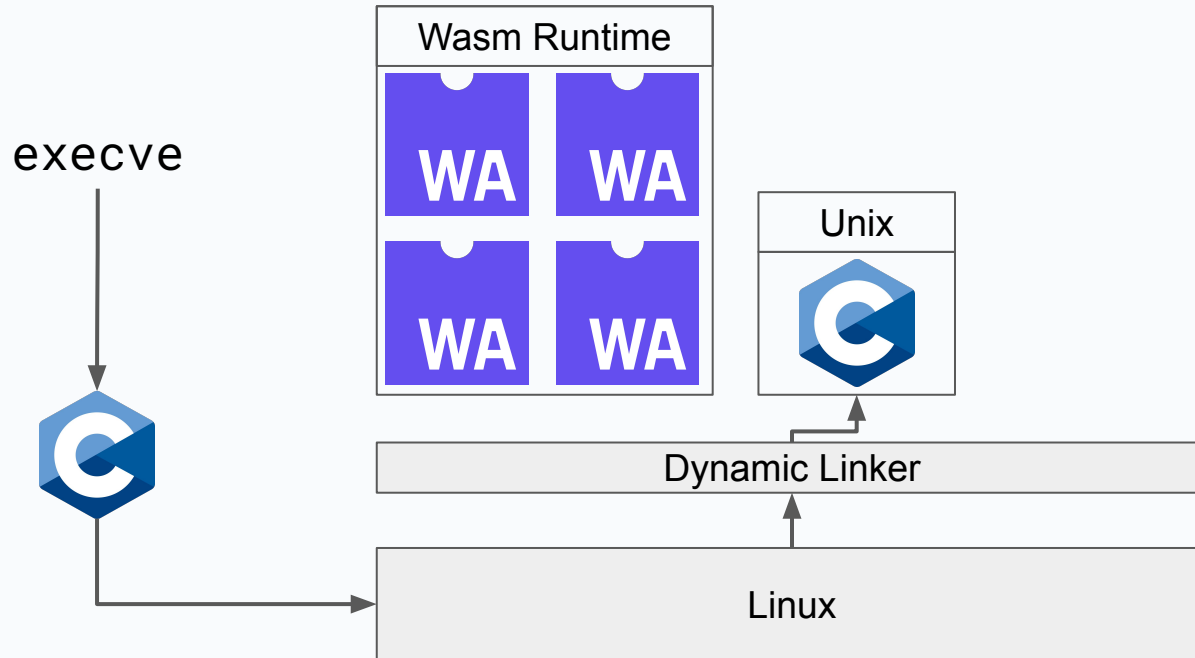 Wasm Runtime
WA WA
execve
Unix
WA WA
C
C
Dynamic Linker
Linux